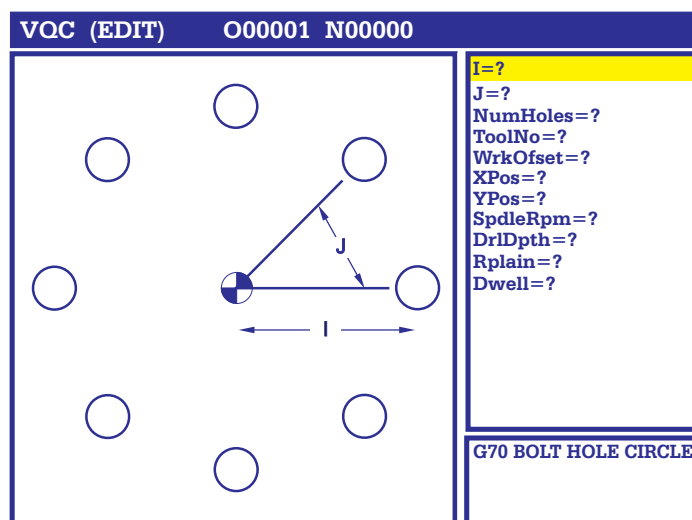 VQC (EDIT) O00001 N00000
J
I
I=?
J=?
NumHoles=?
ToolNo=?
WrkOfset=?
XPos=?
YPos=?
SpdleRpm=?
DrlDpth=?
Rplain=?
Dwell=?
G70 BOLT HOLE CIRCLE